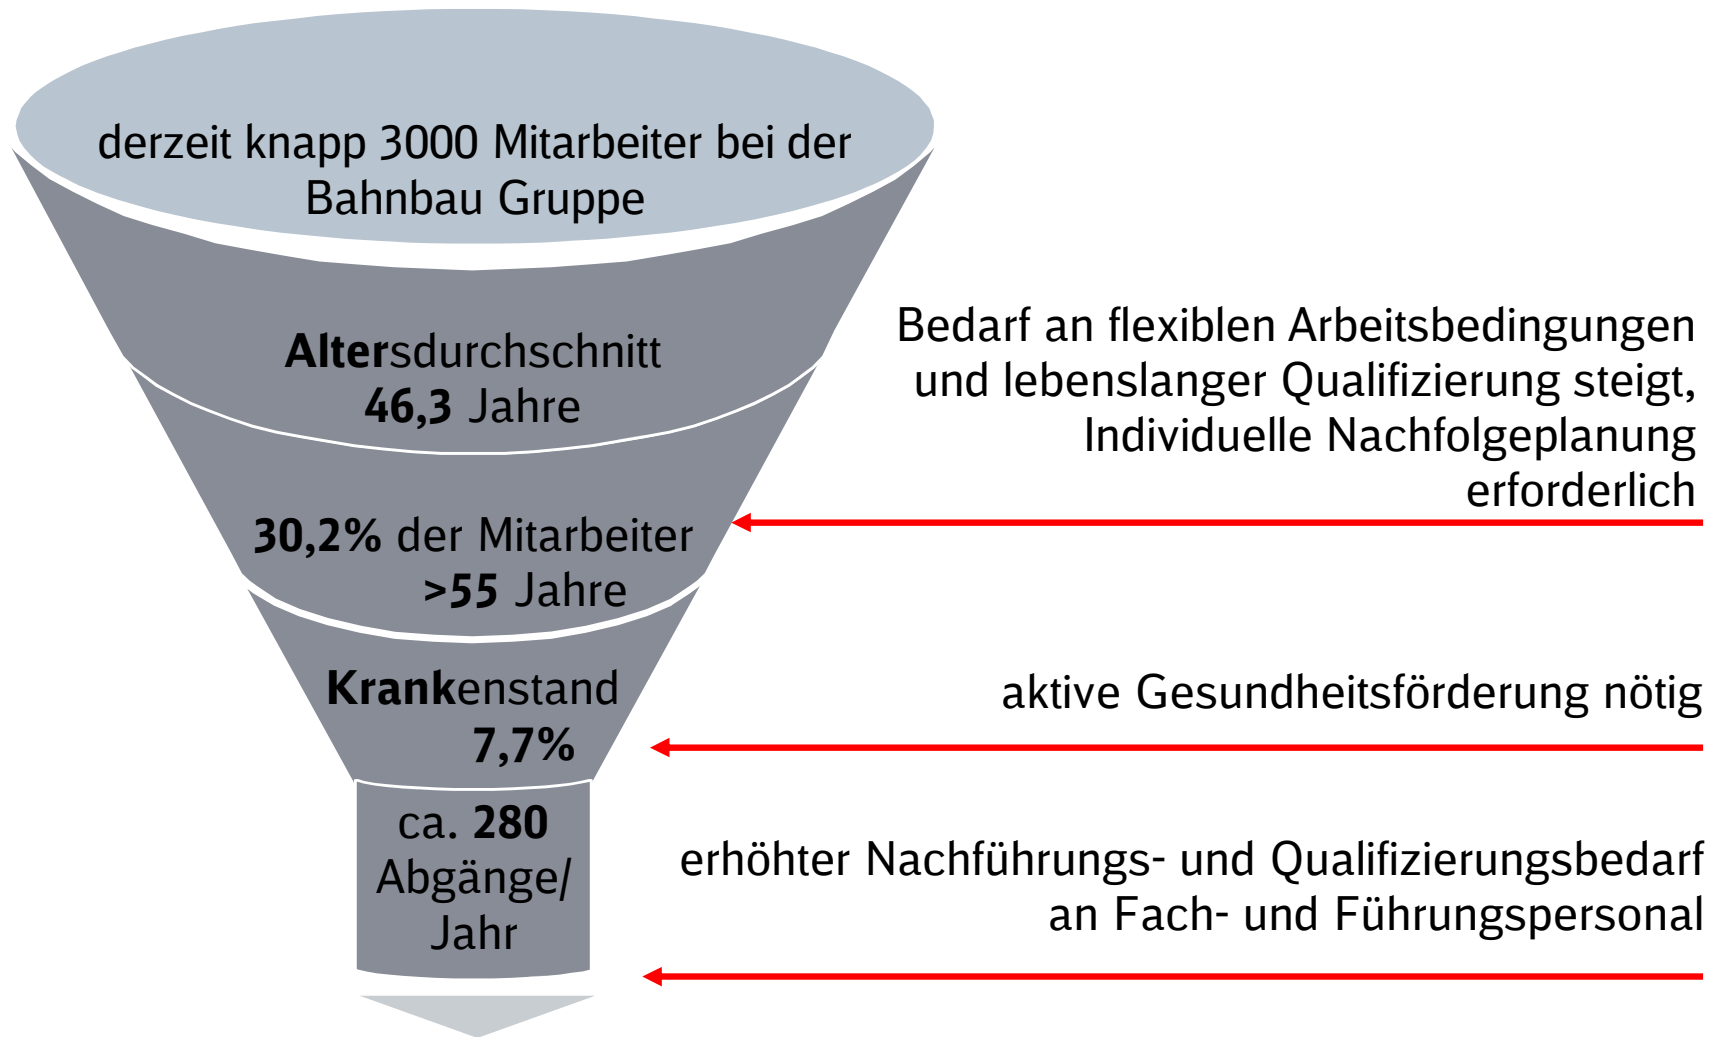 derzeit knapp 3000 Mitarbeiter bei der
Bahnbau Gruppe
Altersdurchschnitt
46,3 Jahre
30,2% der Mitarbeiter
>55 Jahre
Krankenstand
7,7%
ca. 280
Abgänge/
Jahr
Bedarf an flexiblen Arbeitsbedingungen
und lebenslanger Qualifizierung steigt,
Individuelle Nachfolgeplanung
erforderlich
aktive Gesundheitsförderung nötig
erhöhter Nachführungs- und Qualifizierungsbedarf
an Fach- und Führungspersonal